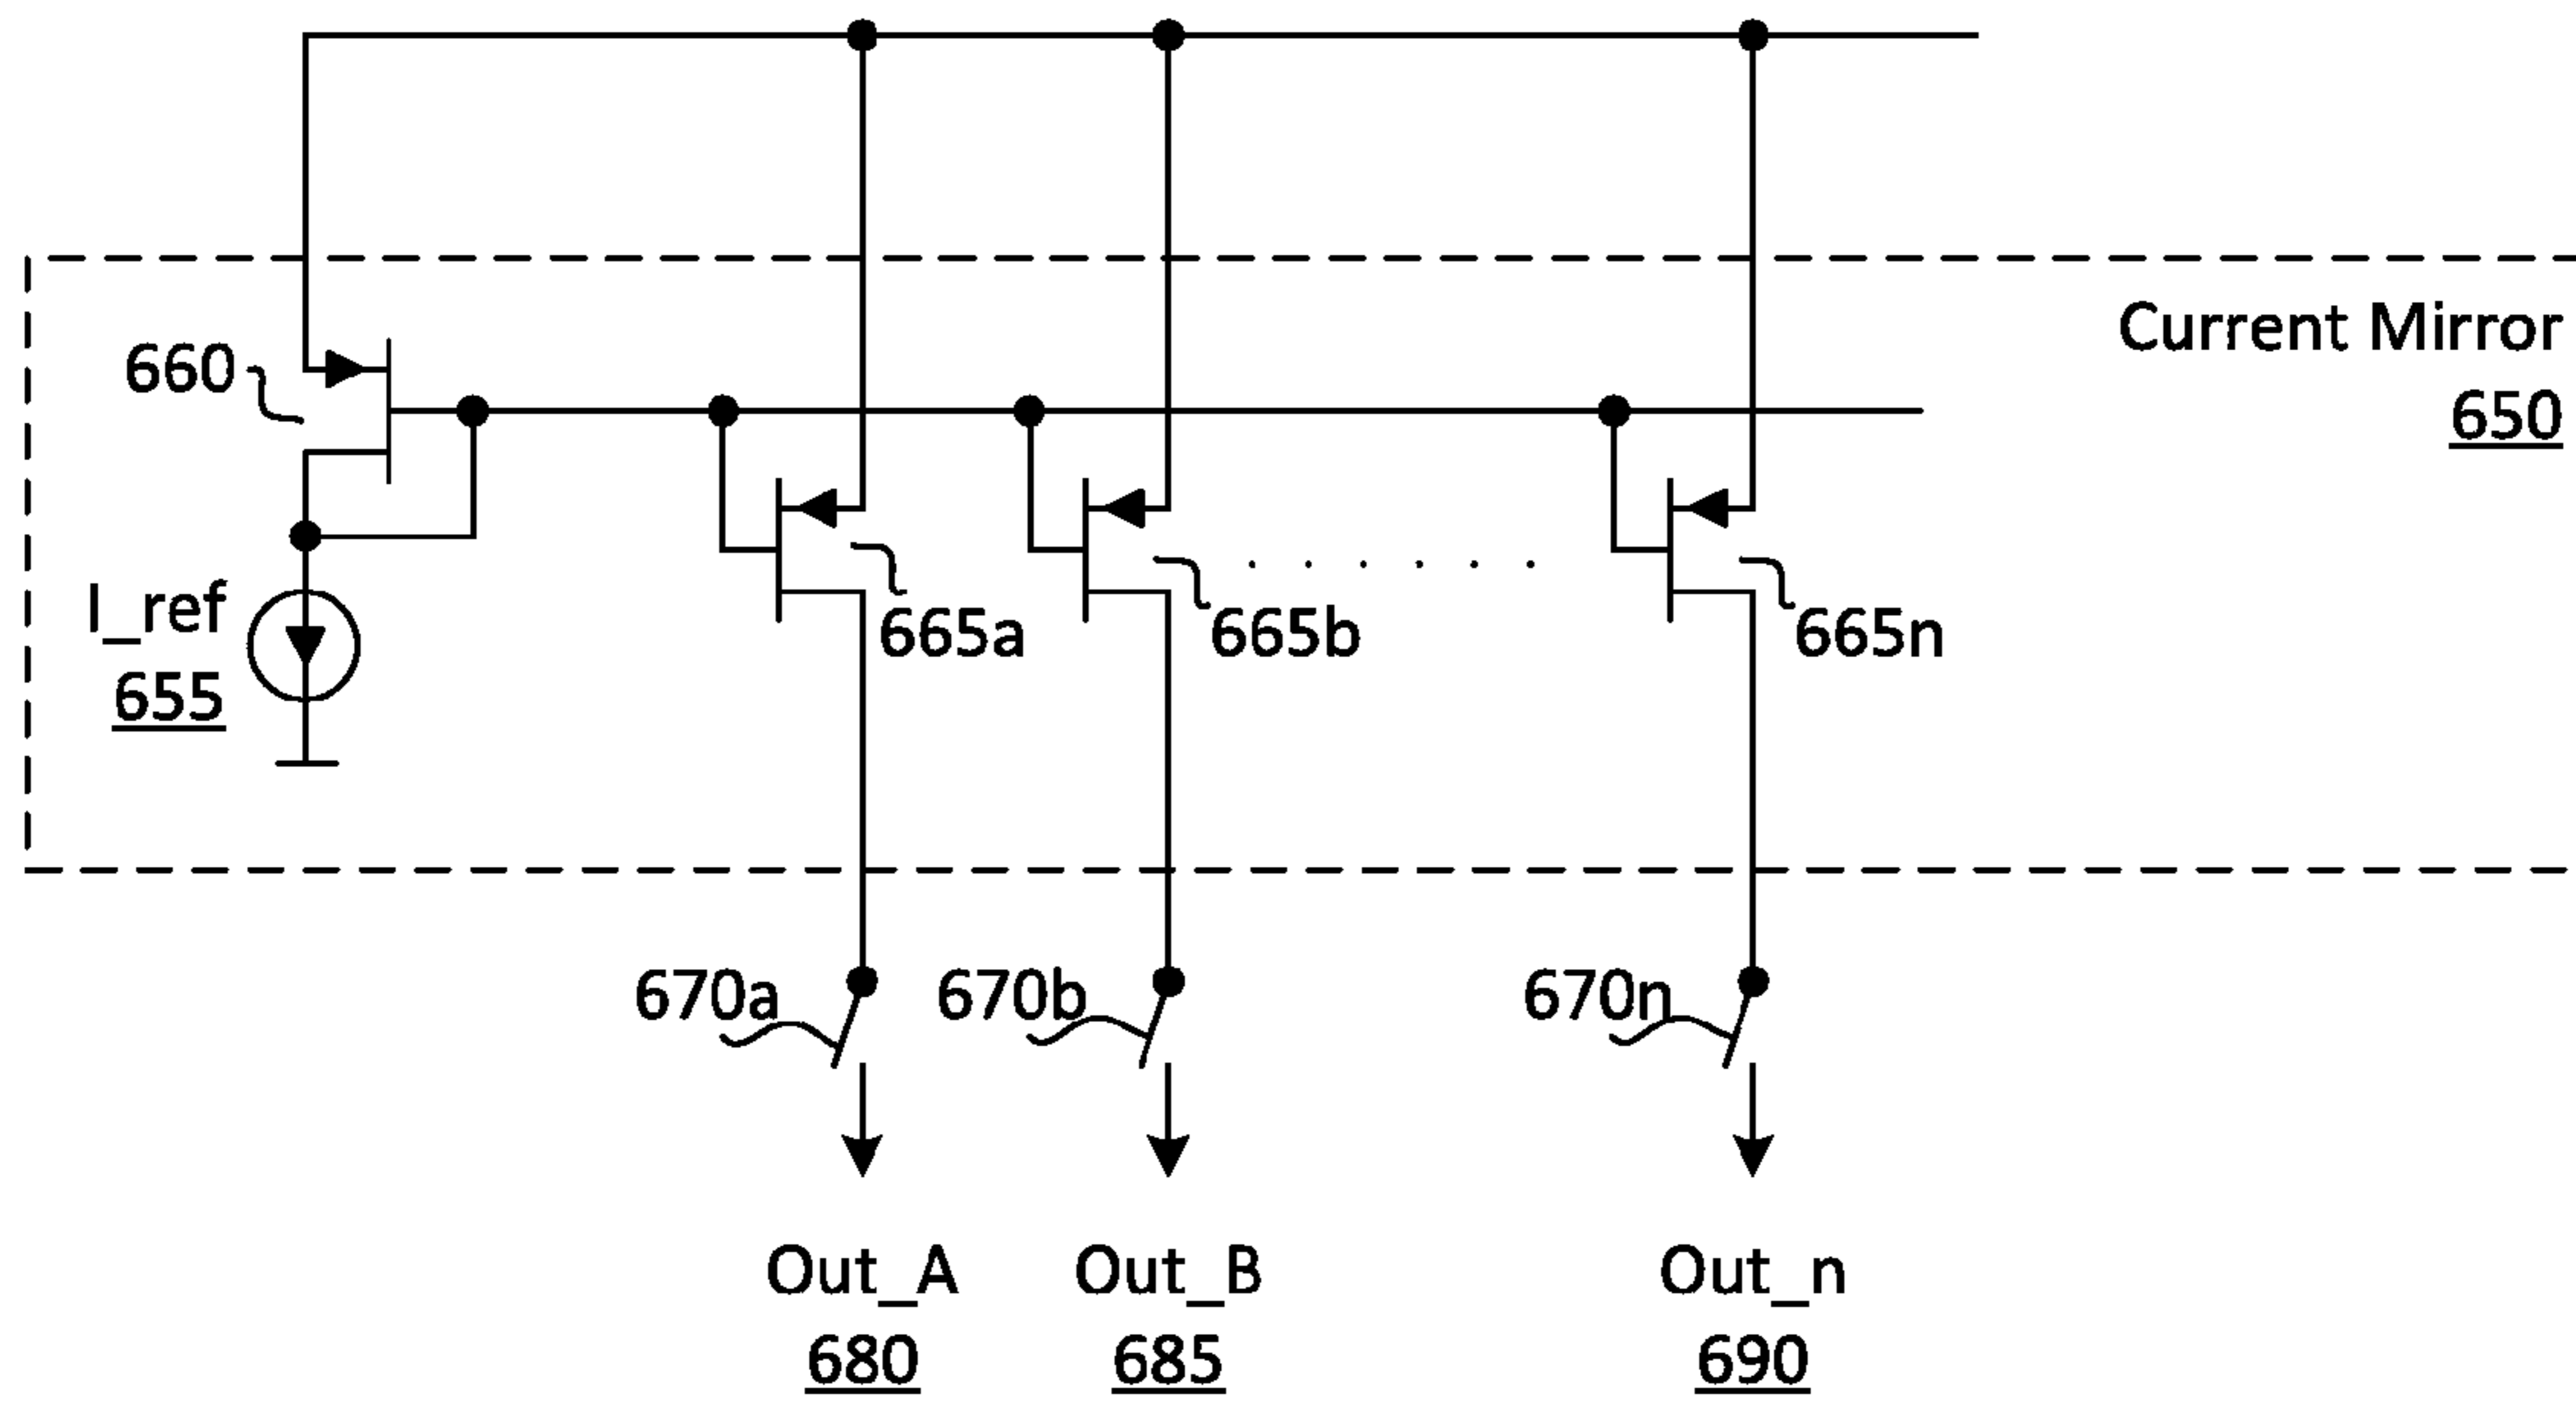 Current Mirror
650
660
I_ref
655
665a
665b
665n
670a
670b
670n
Out_A
680
Out_B
685
Out_n
690